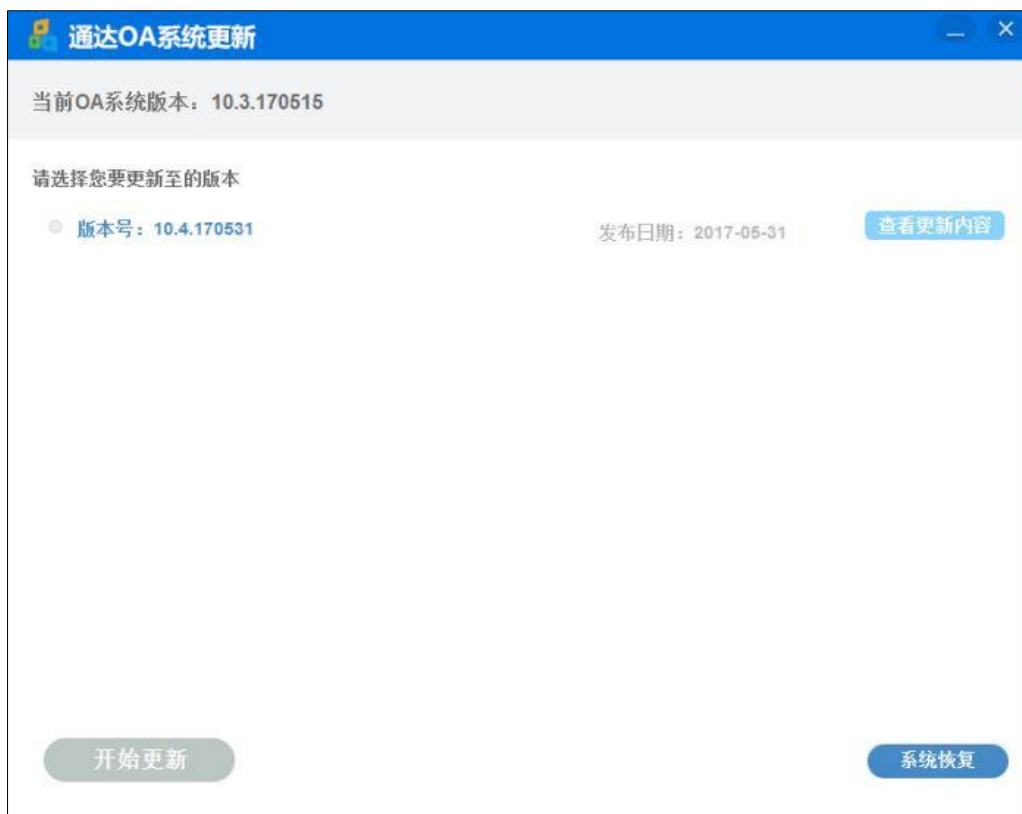 通达OA系统更新
当前OA系统版本：10.3.170515
请选择您要更新至的版本
版本号：10.4.170531 发布日期：2017-05-31 查看更新内容
开始更新 系统恢复